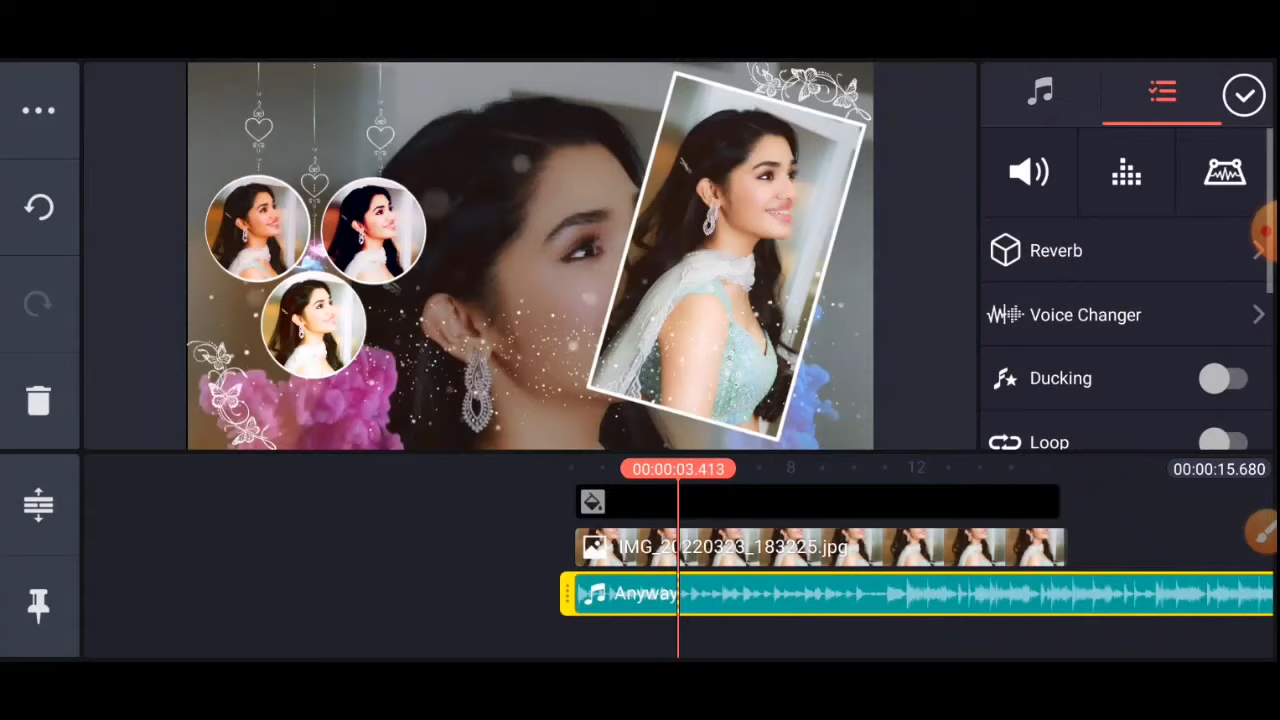 Reverb
Voice Changer
Ducking
Loop
00:00:03.413
8
12
00:00:15.680
IMG_20220323_183225.jpg
Anyway